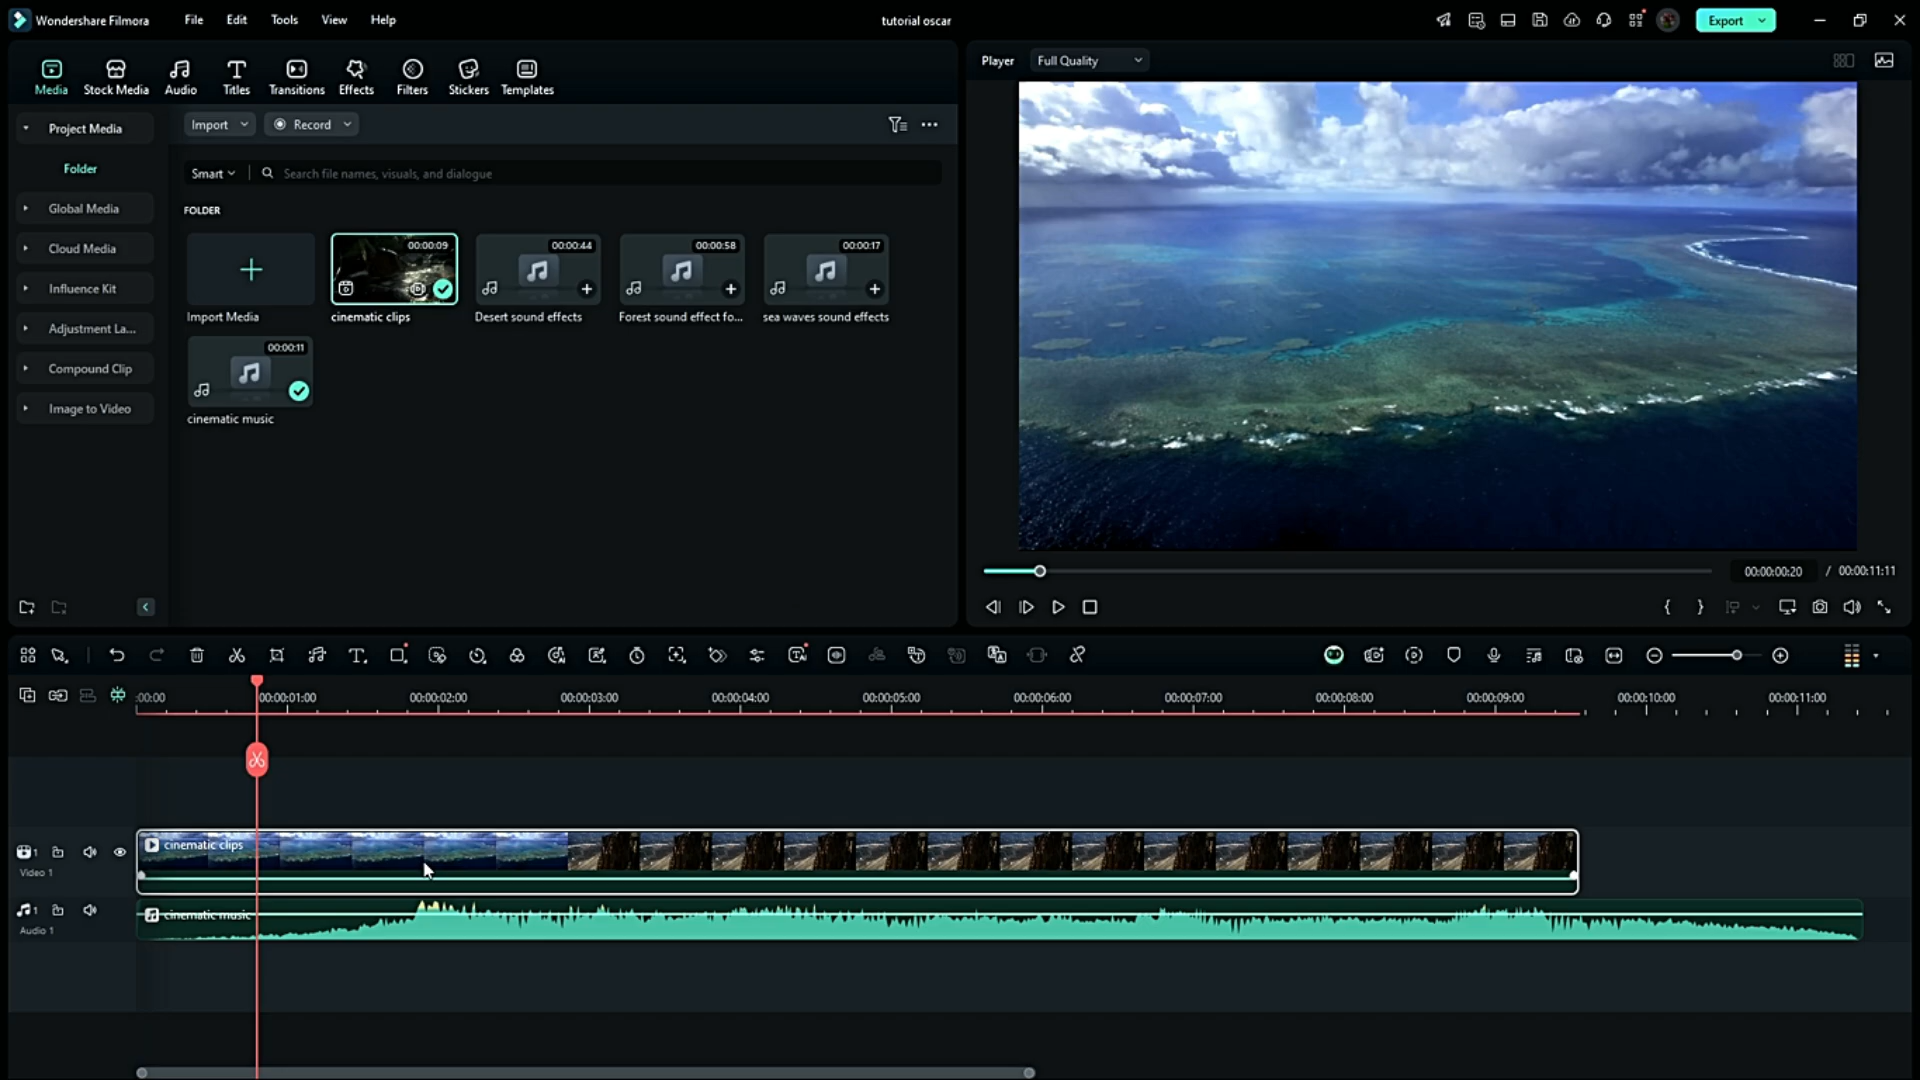 Wondershare Filmora File Edit Tools View Help tutorial oscar Export
Media Stock Media Audio Titles Transitions Effects Filters Stickers Templates
Player Full Quality
Project Media
Folder
Global Media
Cloud Media
Influence Kit
Adjustment La...
Compound Clip
Image to Video
Import Record
Smart Search file names, visuals, and dialogue
FOLDER
00:00:09 00:00:44 00:00:58 00:00:17
Import Media cinematic clips Desert sound effects Forest sound effect fo... sea waves sound effects
00:00:11
cinematic music
00:00:00:20 / 00:00:11:11
:00:00 00:00:01:00 00:00:02:00 00:00:03:00 00:00:04:00 00:00:05:00 00:00:06:00 00:00:07:00 00:00:08:00 00:00:09:00 00:00:10:00 00:00:11:00
1 cinematic clips
Video 1
1 cinematic music
Audio 1